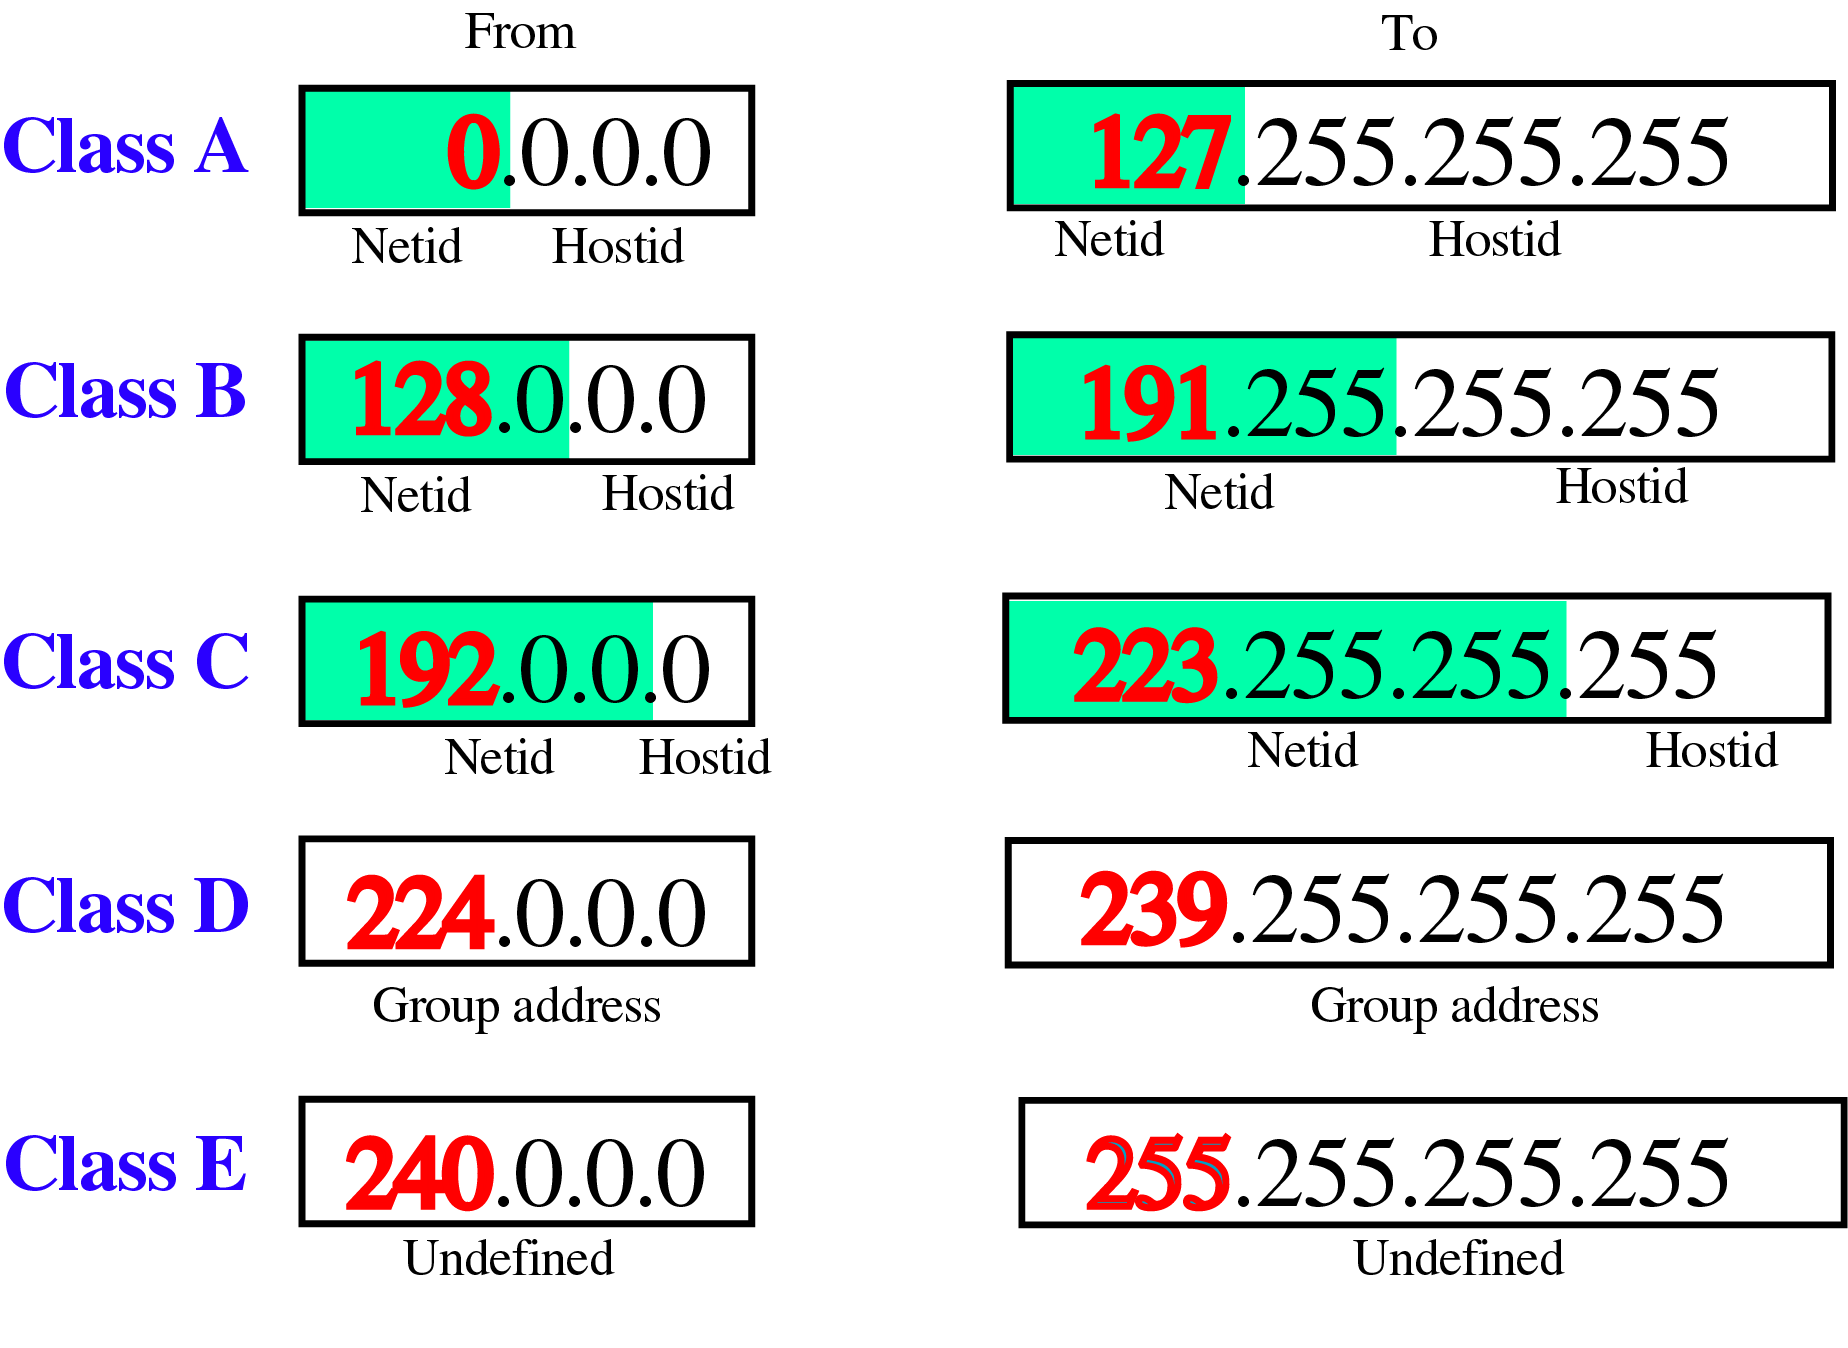 From To
Class A 0.0.0.0 127.255.255.255
Netid Hostid Netid Hostid
Class B 128.0.0.0 191.255.255.255
Netid Hostid Netid Hostid
Class C 192.0.0.0 223.255.255.255
Netid Hostid Netid Hostid
Class D 224.0.0.0 239.255.255.255
Group address Group address
Class E 240.0.0.0 255.255.255.255
Undefined Undefined